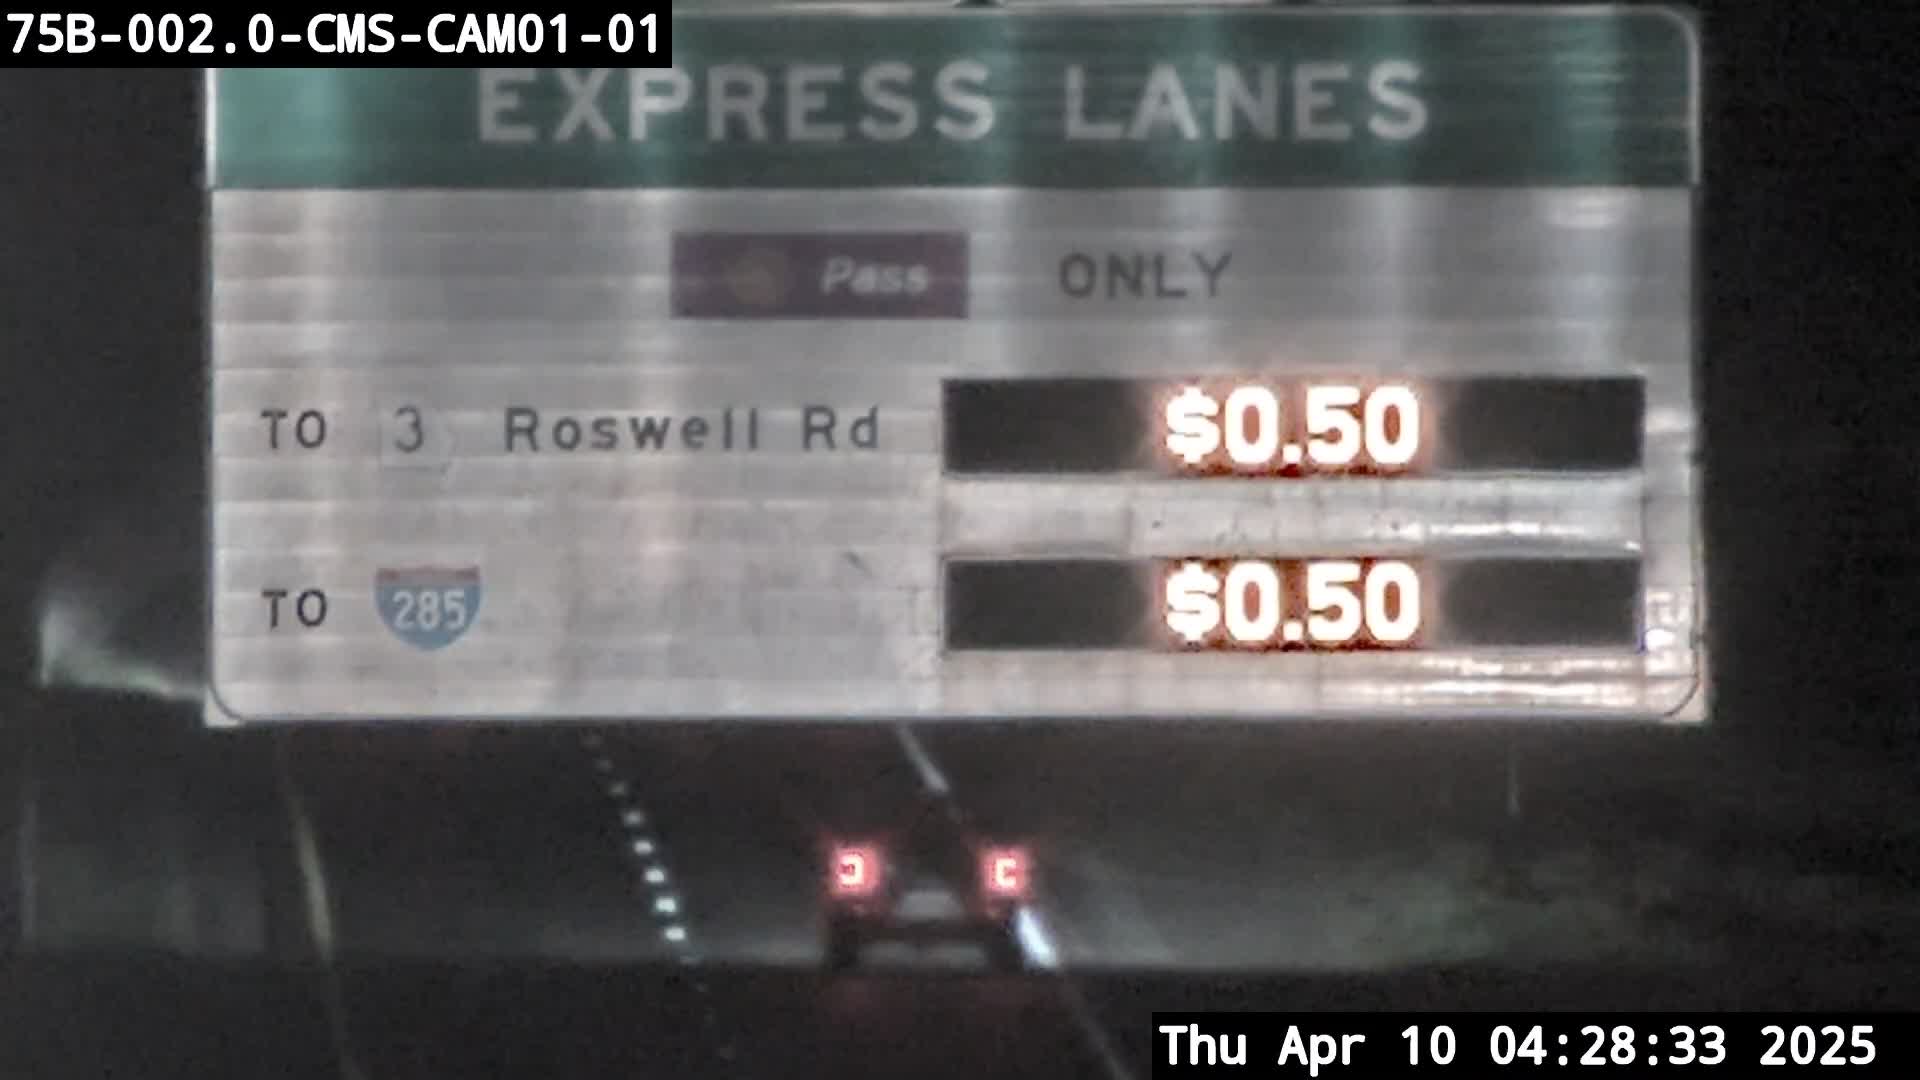 75B-002.0-CMS-CAM01-01
EXPRESS LANES
Pass ONLY
TO 3 Roswell Rd $0.50
TO 285 $0.50
Thu Apr 10 04:28:33 2025